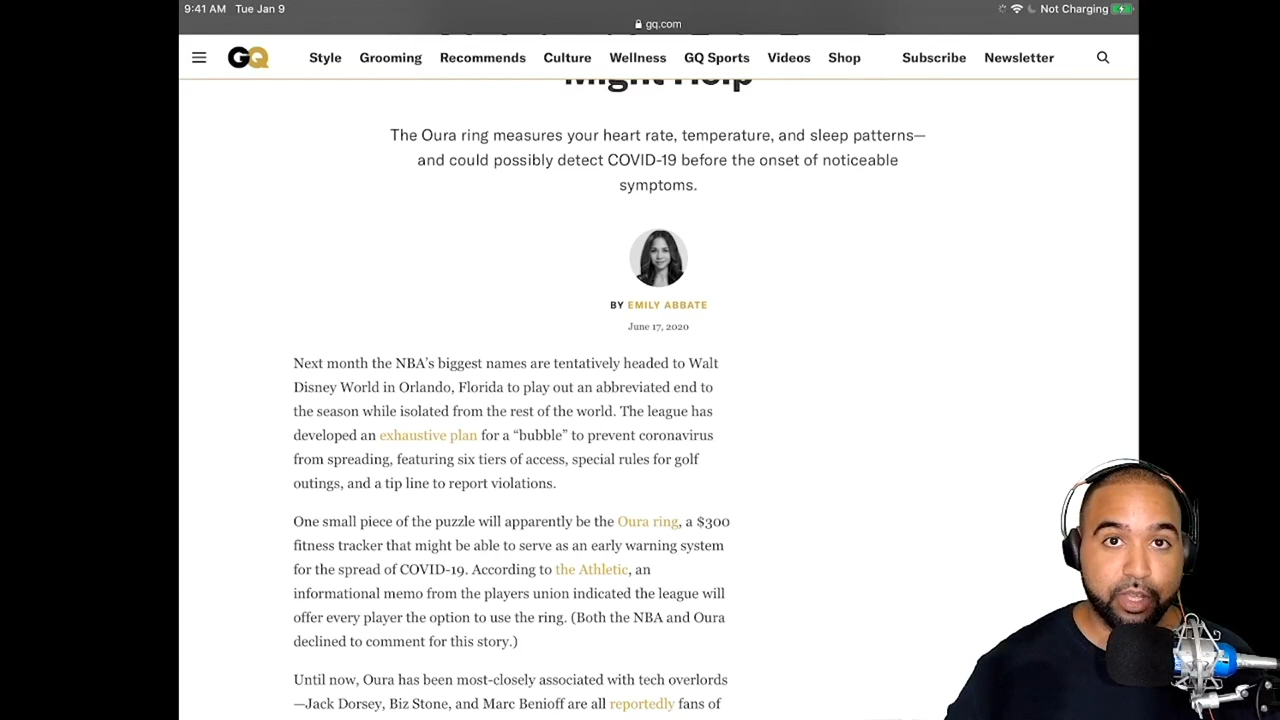 9:41 AM Tue Jan 9
Not Charging
gq.com
GQ
Style Grooming Recommends Culture Wellness GQ Sports Videos Shop Subscribe Newsletter
Might Help
The Oura ring measures your heart rate, temperature, and sleep patterns—
and could possibly detect COVID-19 before the onset of noticeable
symptoms.
BY EMILY ABBATE
June 17, 2020
Next month the NBA’s biggest names are tentatively headed to Walt
Disney World in Orlando, Florida to play out an abbreviated end to
the season while isolated from the rest of the world. The league has
developed an exhaustive plan for a “bubble” to prevent coronavirus
from spreading, featuring six tiers of access, special rules for golf
outings, and a tip line to report violations.
One small piece of the puzzle will apparently be the Oura ring, a $300
fitness tracker that might be able to serve as an early warning system
for the spread of COVID-19. According to the Athletic, an
informational memo from the players union indicated the league will
offer every player the option to use the ring. (Both the NBA and Oura
declined to comment for this story.)
Until now, Oura has been most-closely associated with tech overlords
—Jack Dorsey, Biz Stone, and Marc Benioff are all reportedly fans of